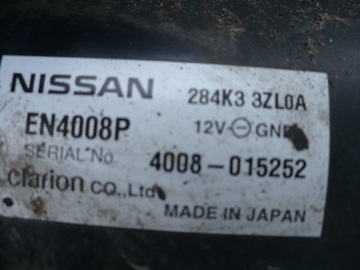 NISSAN 284K3 3ZL0A
EN4008P 12V ⊖ GND
SERIAL No. 4008-015252
clarion co., Ltd.
MADE IN JAPAN